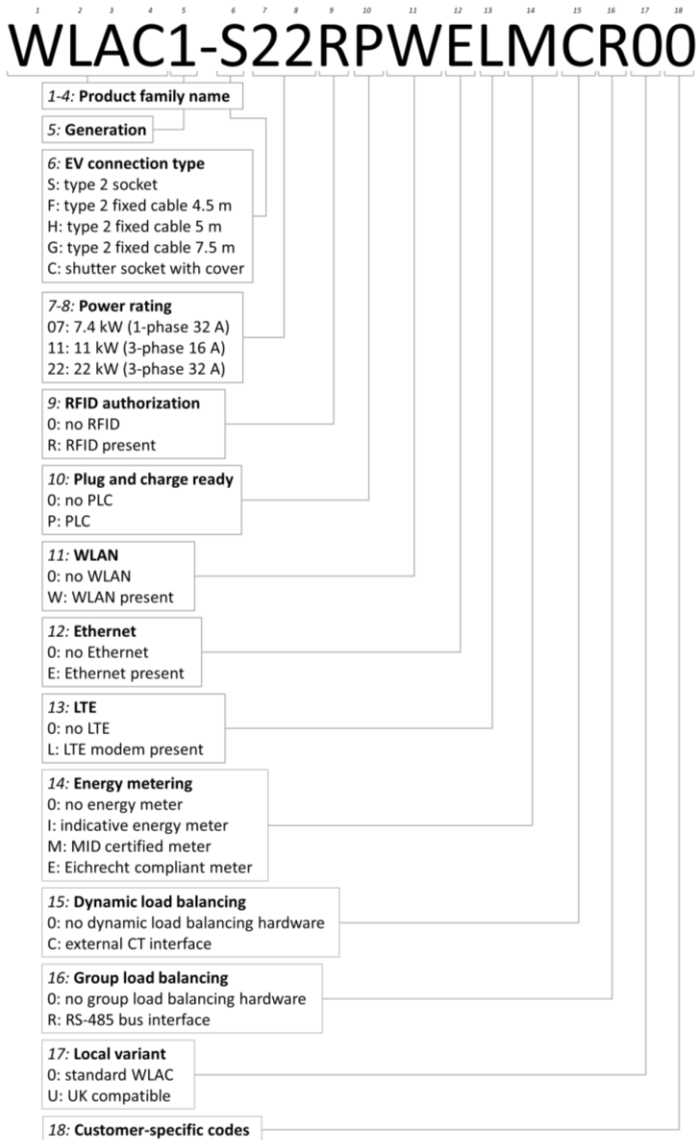 1 2 3 4 5 6 7 8 9 10 11 12 13 14 15 16 17 18
WLAC1-S22RPWELMCR00
1-4: Product family name
5: Generation
6: EV connection type
S: type 2 socket
F: type 2 fixed cable 4.5 m
H: type 2 fixed cable 5 m
G: type 2 fixed cable 7.5 m
C: shutter socket with cover
7-8: Power rating
07: 7.4 kW (1-phase 32 A)
11: 11 kW (3-phase 16 A)
22: 22 kW (3-phase 32 A)
9: RFID authorization
0: no RFID
R: RFID present
10: Plug and charge ready
0: no PLC
P: PLC
11: WLAN
0: no WLAN
W: WLAN present
12: Ethernet
0: no Ethernet
E: Ethernet present
13: LTE
0: no LTE
L: LTE modem present
14: Energy metering
0: no energy meter
I: indicative energy meter
M: MID certified meter
E: Eichrecht compliant meter
15: Dynamic load balancing
0: no dynamic load balancing hardware
C: external CT interface
16: Group load balancing
0: no group load balancing hardware
R: RS-485 bus interface
17: Local variant
0: standard WLAC
U: UK compatible
18: Customer-specific codes